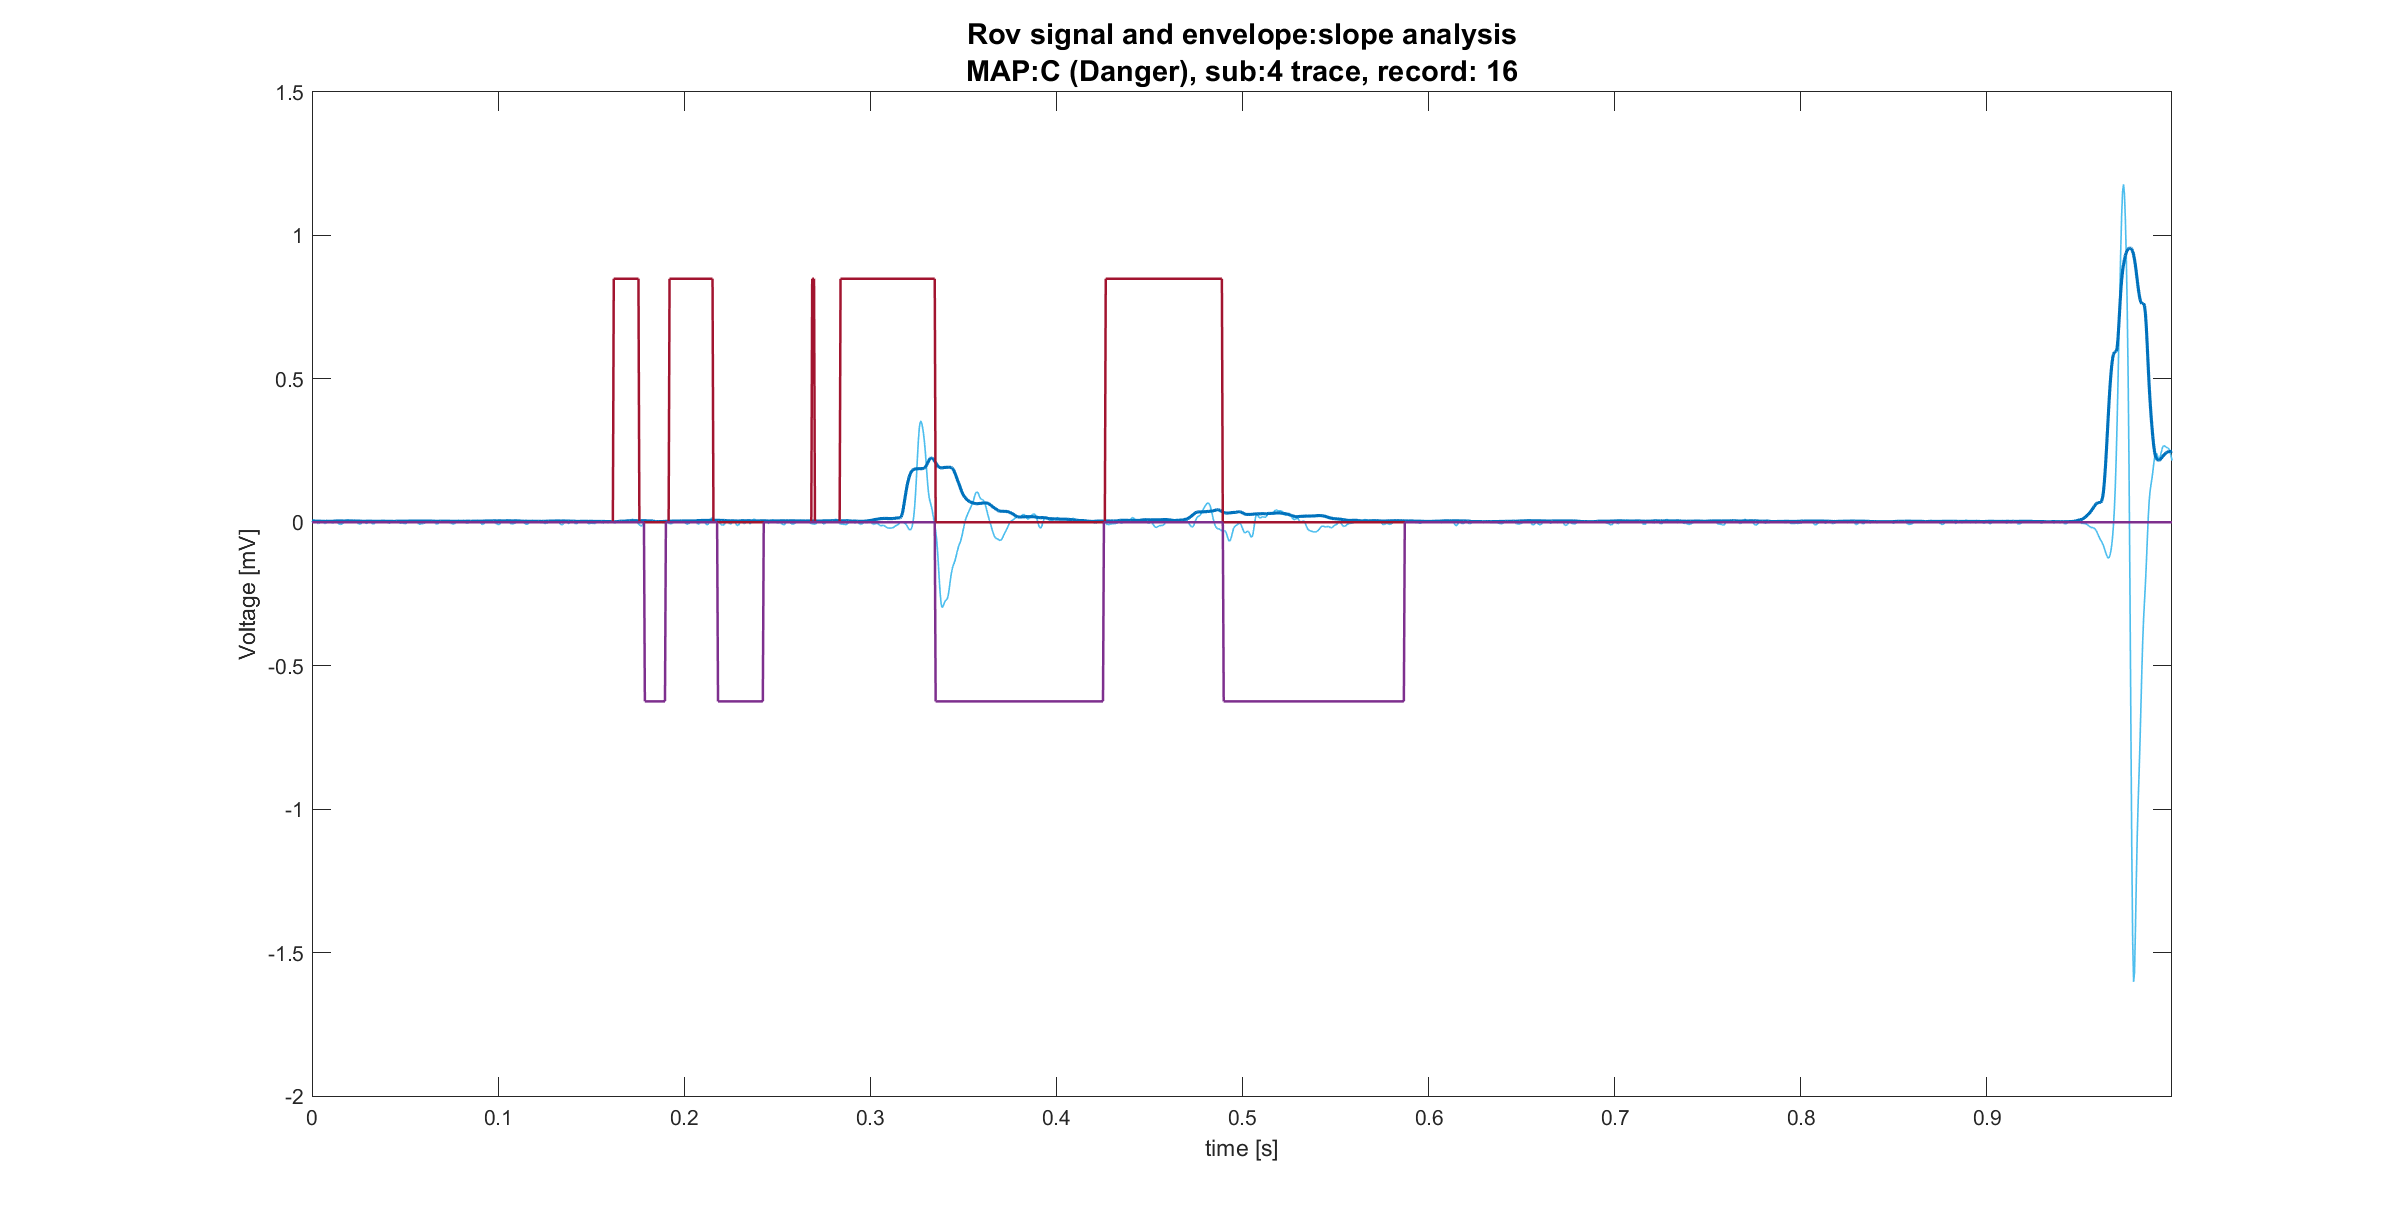 Rov signal and envelope:slope analysis
MAP:C (Danger), sub:4 trace, record: 16
1.5
1
0.5
0
-0.5
-1
-1.5
-2
Voltage [mV]
0 0.1 0.2 0.3 0.4 0.5 0.6 0.7 0.8 0.9
time [s]